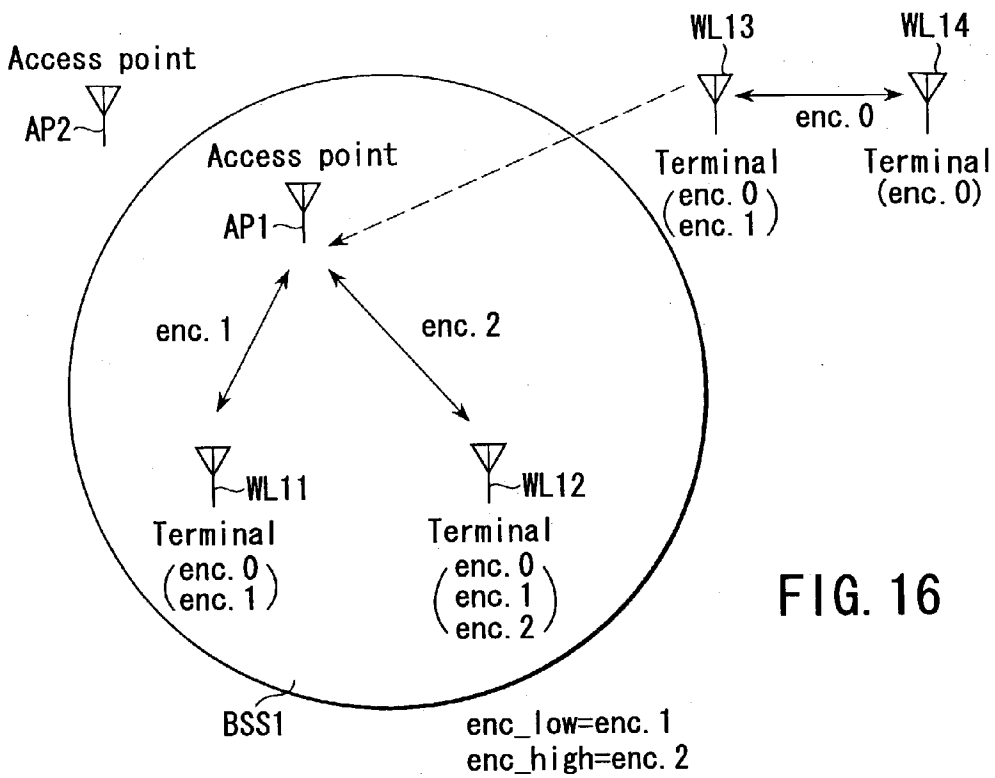 WL13
WL14
Access point
AP2
enc. 0
Access point
AP1
Terminal
(enc. 0
enc. 1)
Terminal
(enc. 0)
enc. 1
enc. 2
WL11
WL12
Terminal
(enc. 0
enc. 1)
Terminal
(enc. 0
enc. 1
enc. 2)
FIG. 16
BSS1
enc_low=enc. 1
enc_high=enc. 2